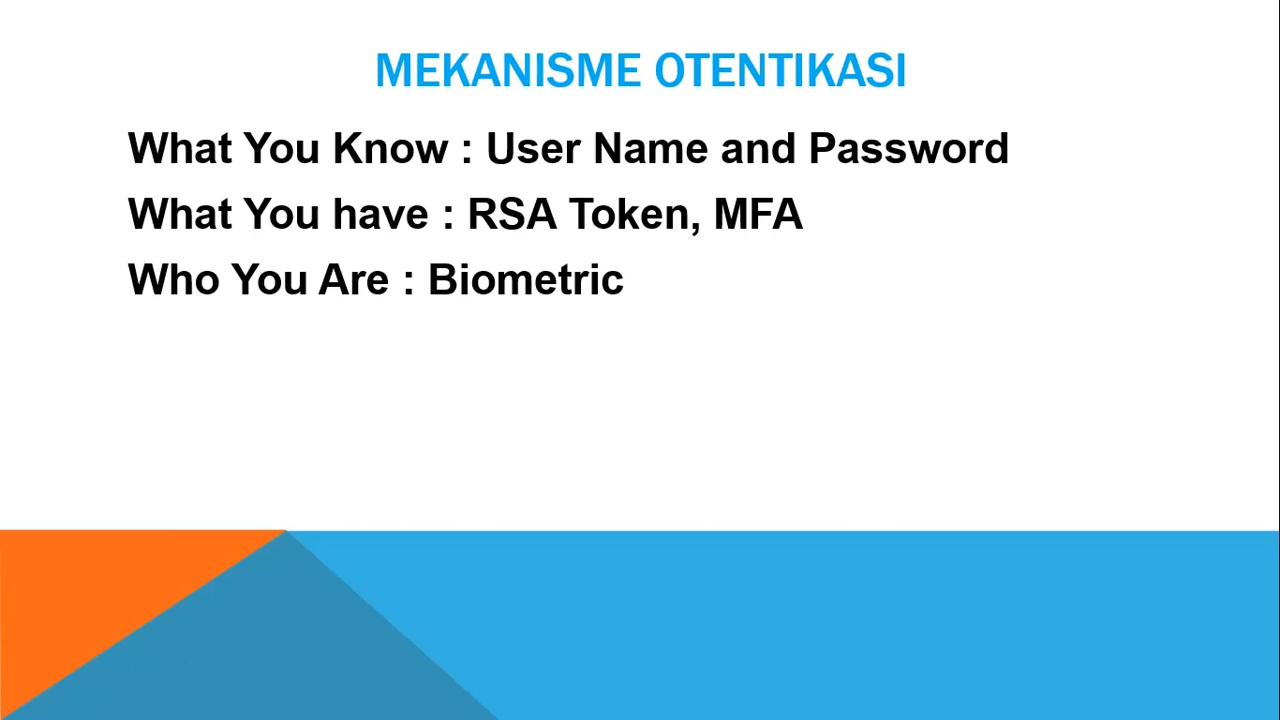 MEKANISME OTENTIKASI
What You Know : User Name and Password
What You have : RSA Token, MFA
Who You Are : Biometric